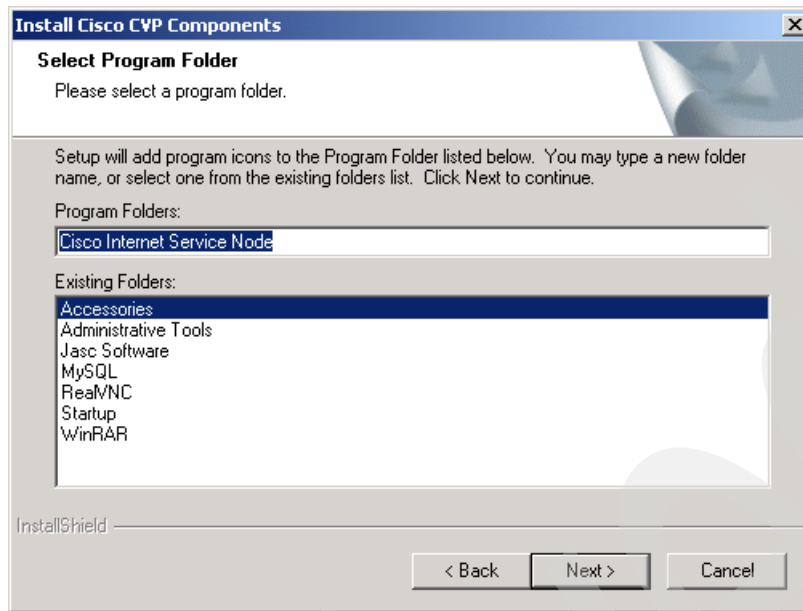 Install Cisco CVP Components
Select Program Folder
Please select a program folder.
Setup will add program icons to the Program Folder listed below.  You may type a new folder
name, or select one from the existing folders list.  Click Next to continue.
Program Folders:
Cisco Internet Service Node
Existing Folders:
Accessories
Administrative Tools
Jasc Software
MySQL
RealVNC
Startup
WinRAR
InstallShield
< Back
Next >
Cancel